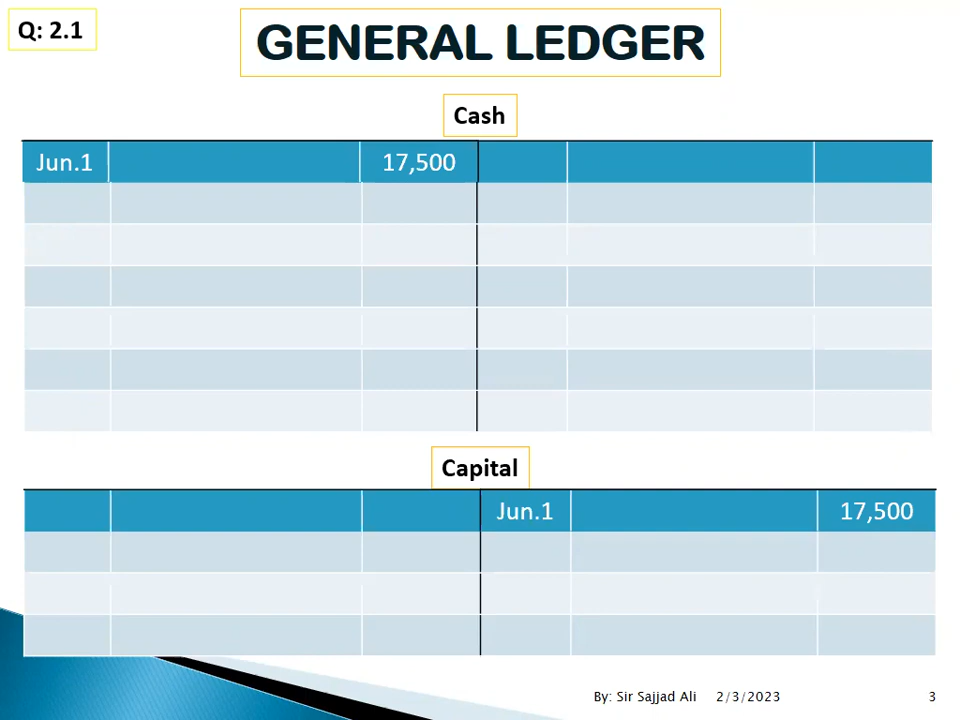 Q: 2.1
GENERAL LEDGER
Cash
Jun.1 17,500
Capital
Jun.1 17,500
By: Sir Sajjad Ali 2/3/2023 3